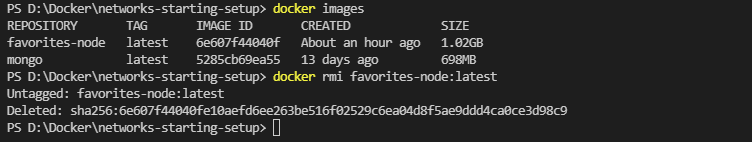 PS D:\Docker\networks-starting-setup> docker images
REPOSITORY       TAG       IMAGE ID       CREATED             SIZE
favorites-node   latest    6e607f44040f   About an hour ago   1.02GB
mongo            latest    5285cb69ea55   13 days ago         698MB
PS D:\Docker\networks-starting-setup> docker rmi favorites-node:latest
Untagged: favorites-node:latest
Deleted: sha256:6e607f44040fe10aefd6ee263be516f02529c6ea04d8f5ae9ddd4ca0ce3d98c9
PS D:\Docker\networks-starting-setup>